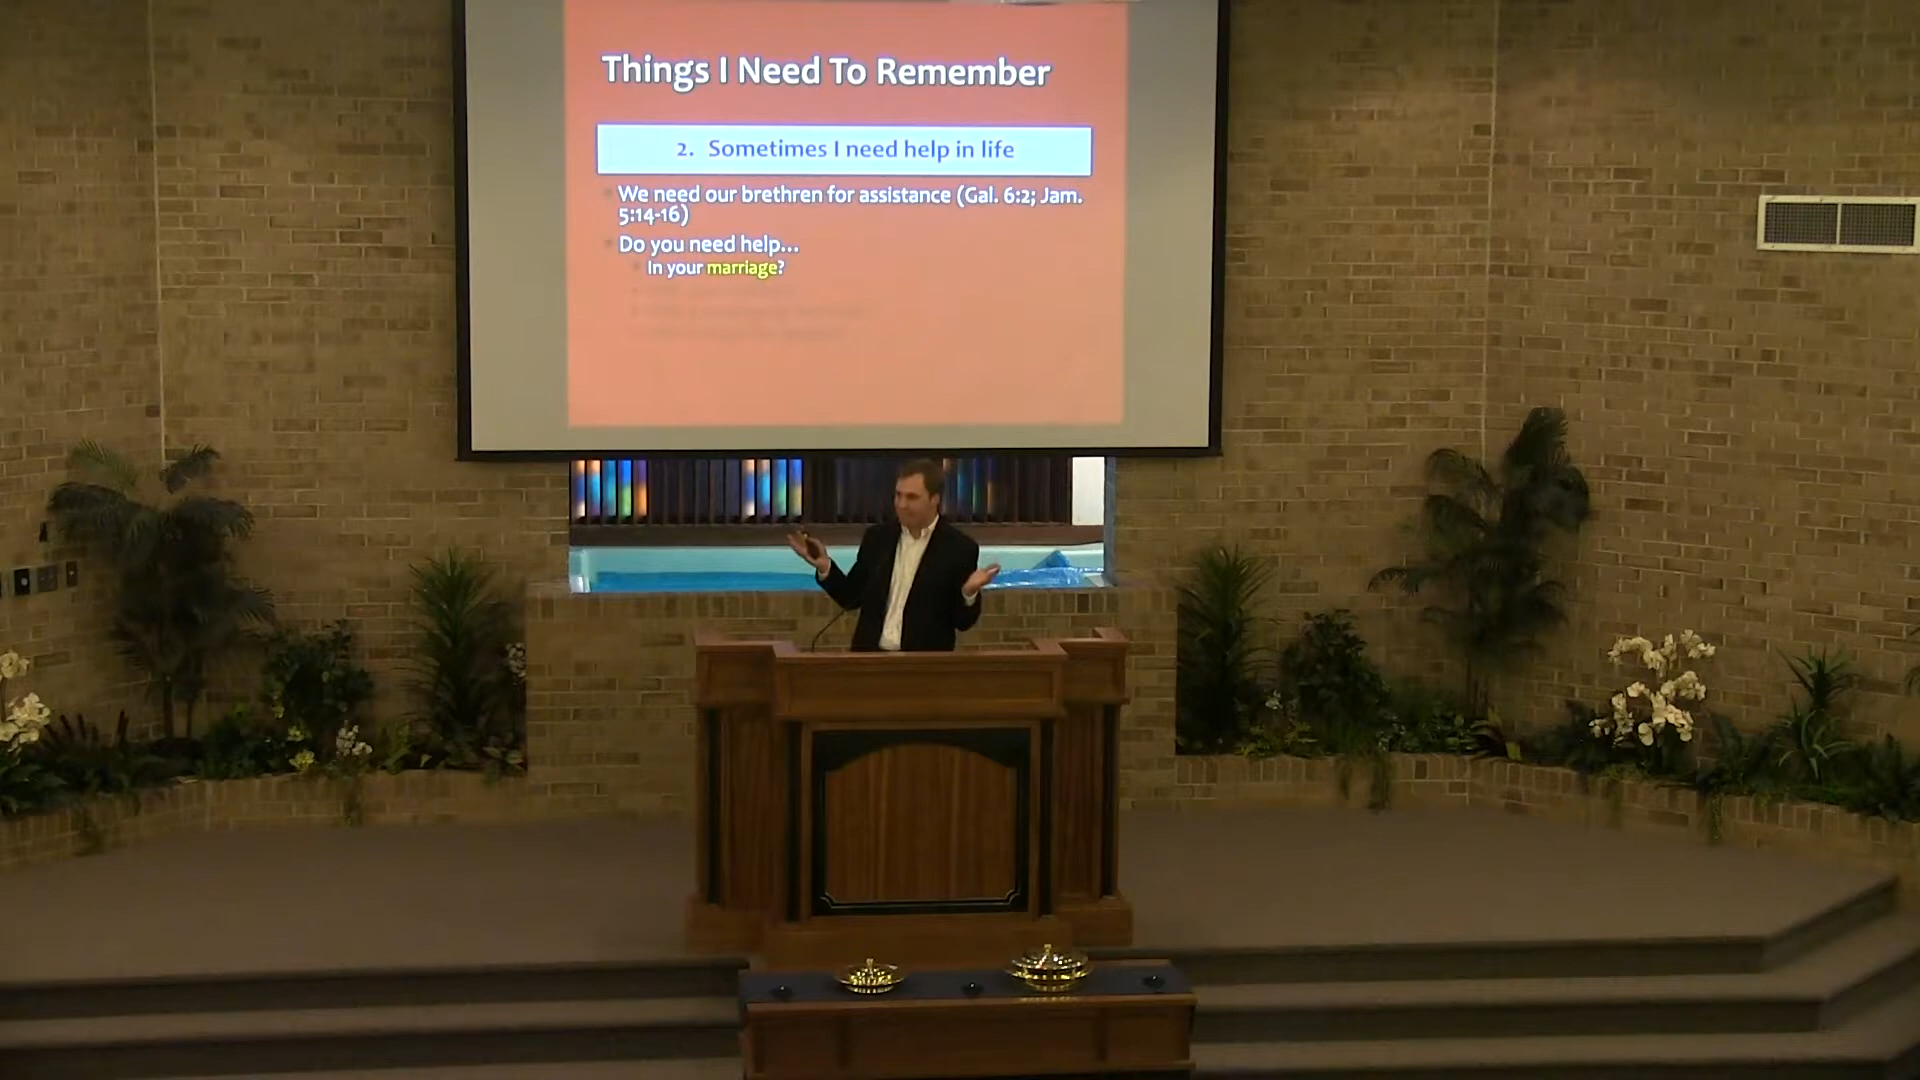 Things I Need To Remember
2. Sometimes I need help in life
We need our brethren for assistance (Gal. 6:2; Jam.
5:14-16)
Do you need help...
In your marriage?